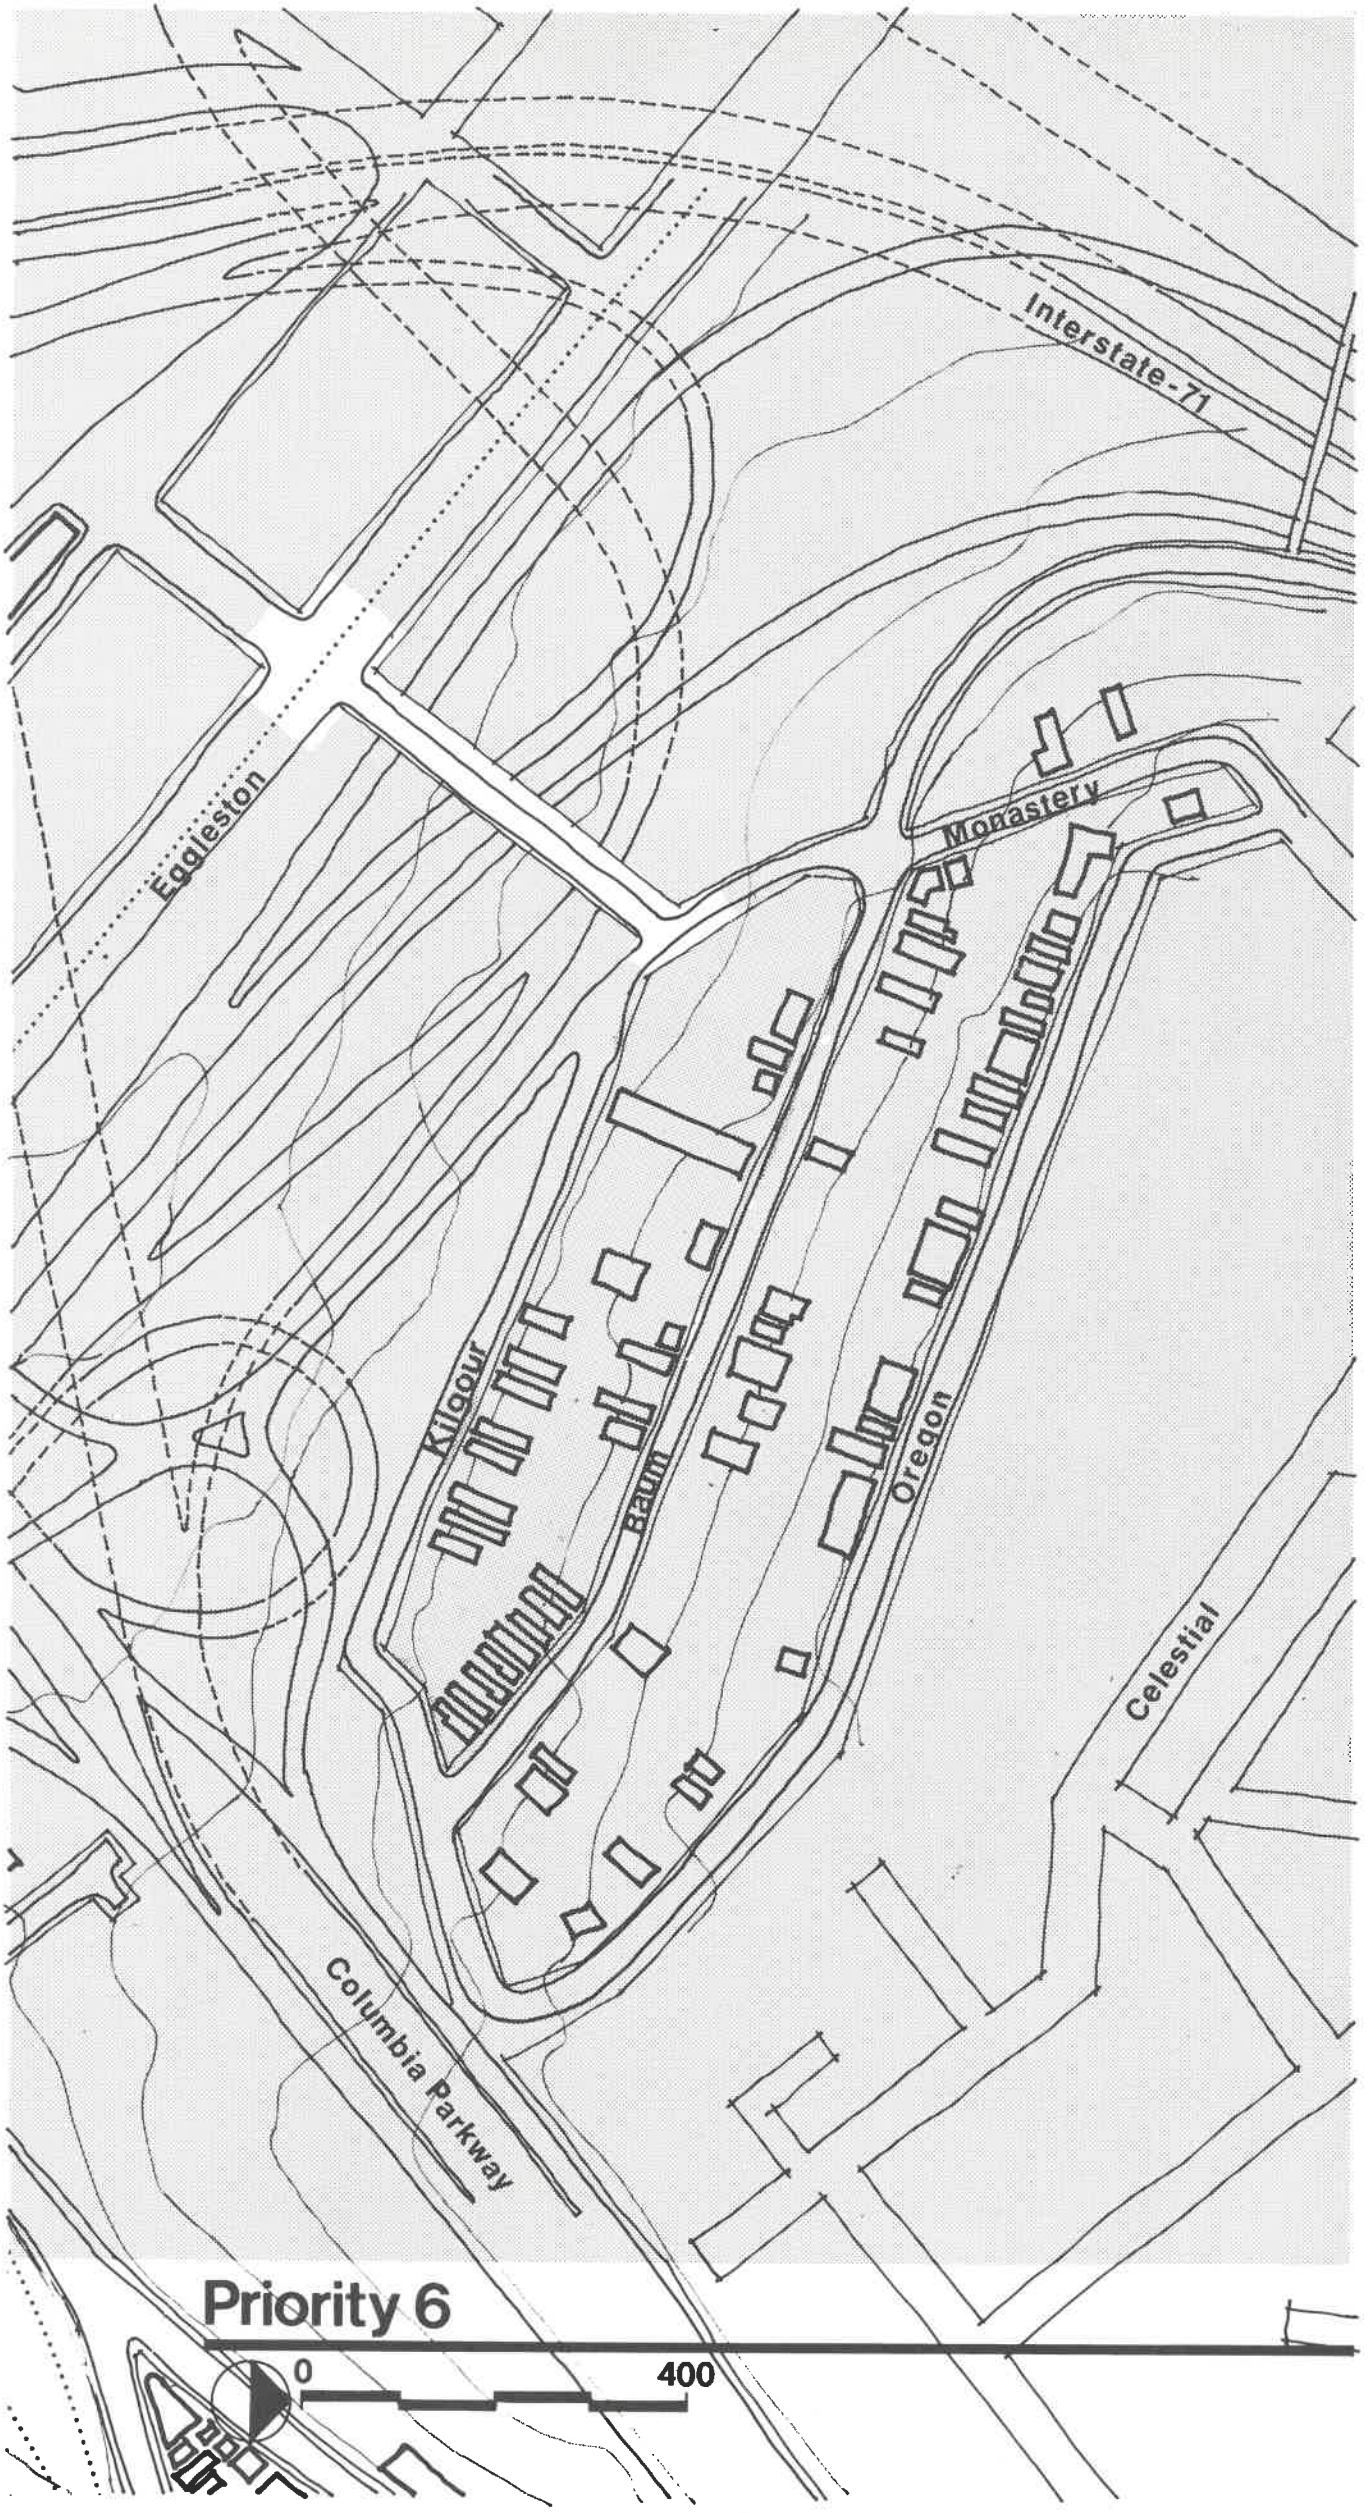 Interstate-71
Monastery
Eggleston
Kilgour
Baum
Oregon
Celestial
Columbia Parkway
Priority 6
0 400